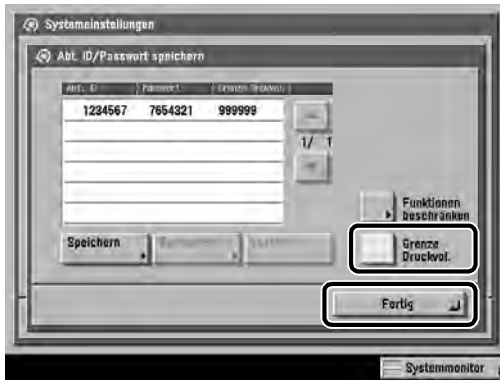 Systemeinstellungen
Abt. ID/Passwort speichern
Abt. ID Passwort Grenze Druckvol.
1234567 7654321 999999
1/ 1
Funktionen
beschränken
Speichern
Grenze
Druckvol.
Fertig
Systemmonitor